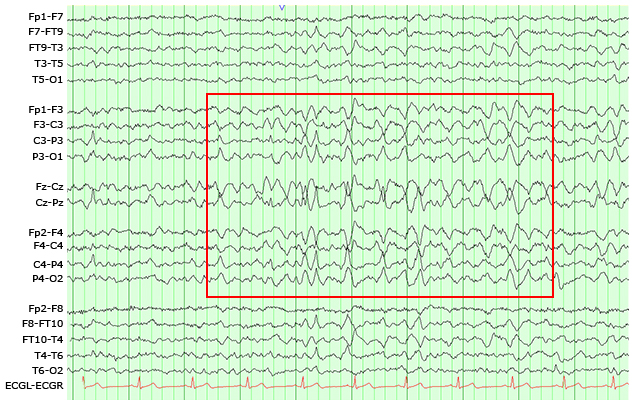 Fp1-F7
F7-FT9
FT9-T3
T3-T5
T5-O1
Fp1-F3
F3-C3
C3-P3
P3-O1
Fz-Cz
Cz-Pz
Fp2-F4
F4-C4
C4-P4
P4-O2
Fp2-F8
F8-FT10
FT10-T4
T4-T6
T6-O2
ECGL-ECGR